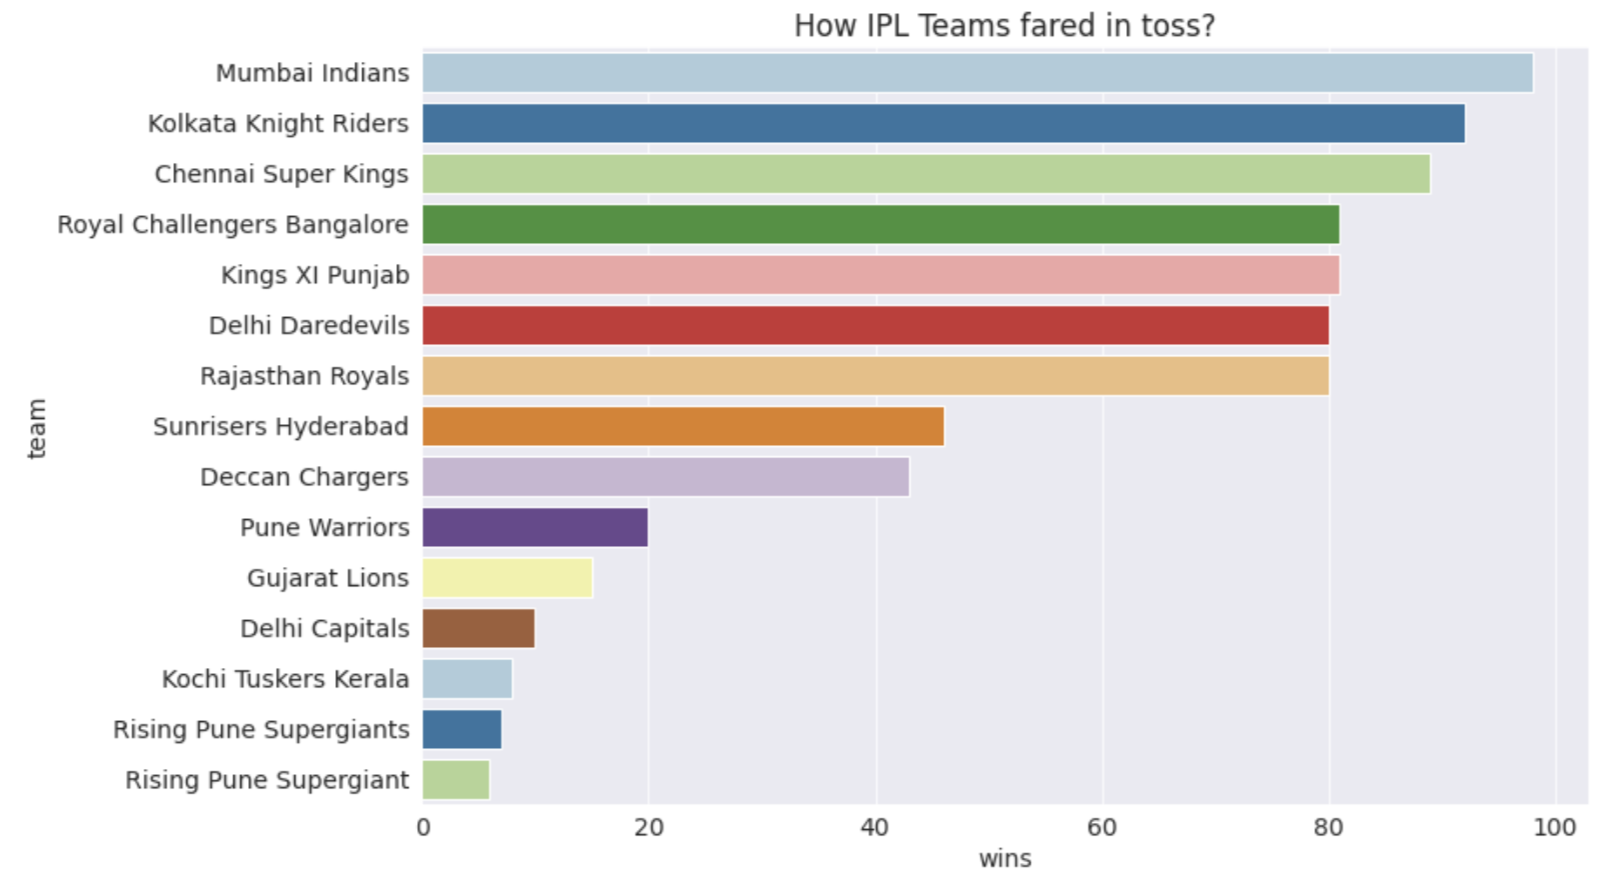 How IPL Teams fared in toss?
Mumbai Indians
Kolkata Knight Riders
Chennai Super Kings
Royal Challengers Bangalore
Kings XI Punjab
Delhi Daredevils
Rajasthan Royals
Sunrisers Hyderabad
Deccan Chargers
Pune Warriors
Gujarat Lions
Delhi Capitals
Kochi Tuskers Kerala
Rising Pune Supergiants
Rising Pune Supergiant
team
0 20 40 60 80 100
wins